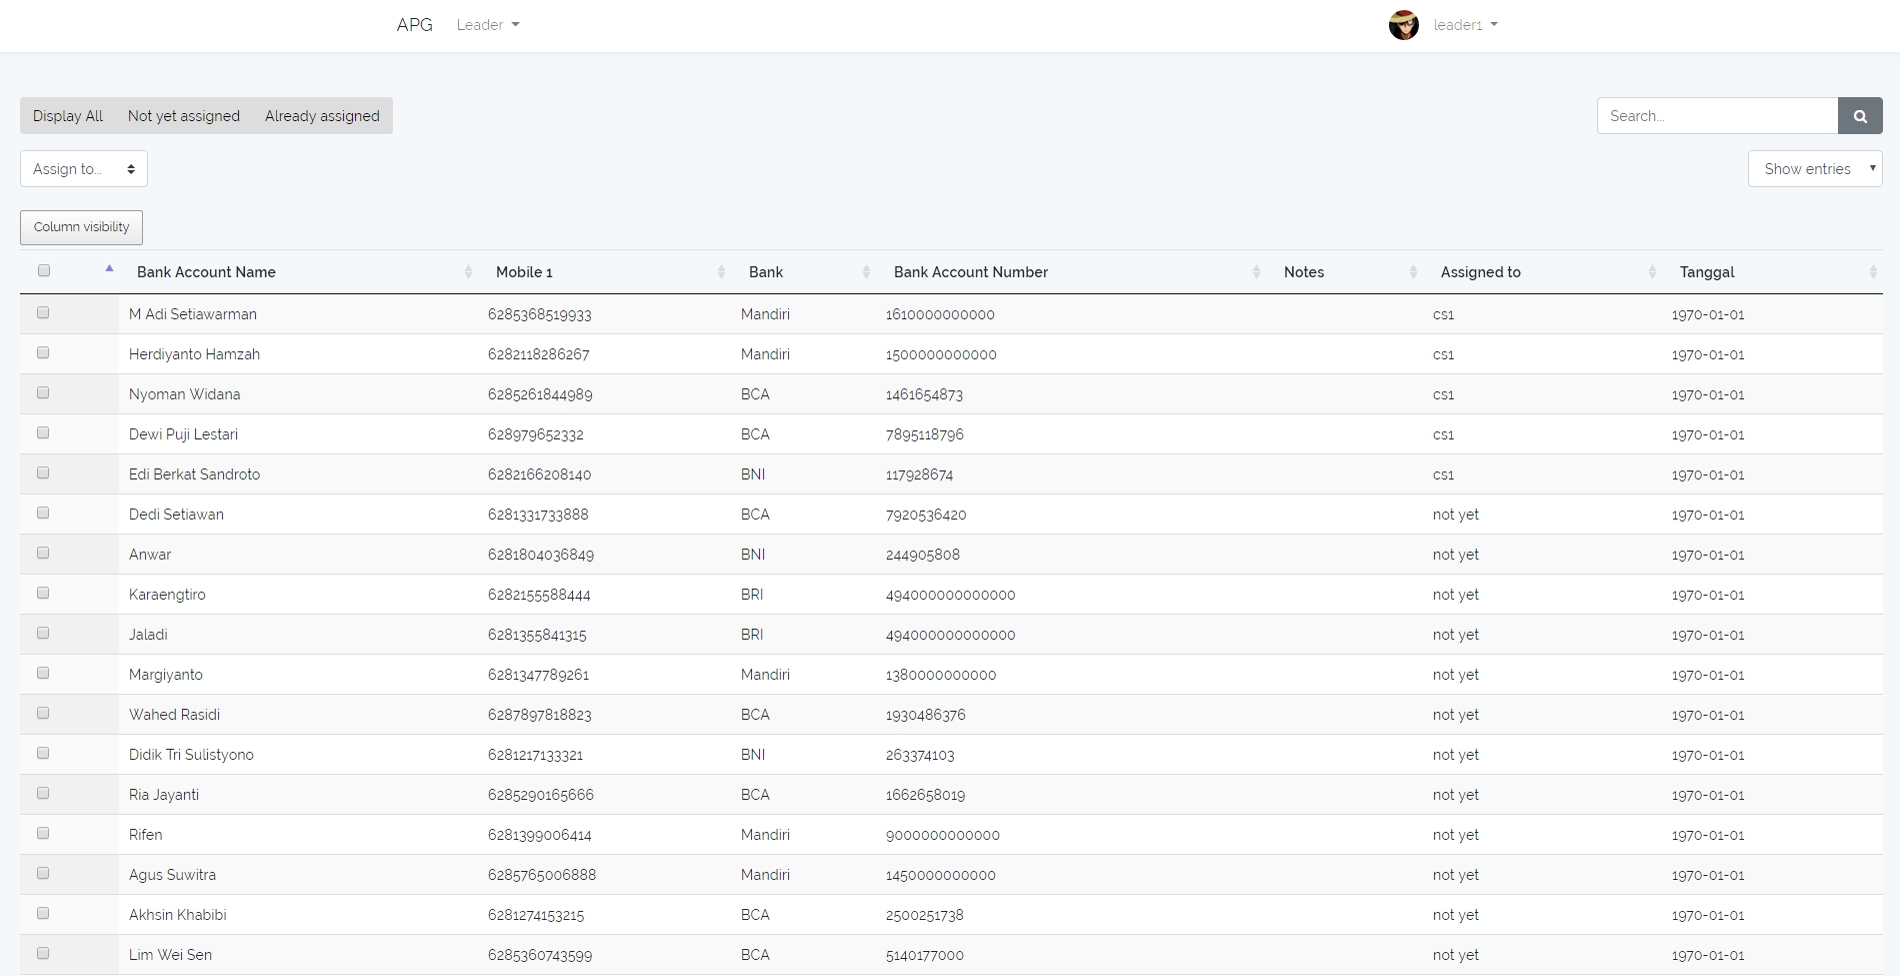 APG Leader leader1
Display All Not yet assigned Already assigned Search...
Assign to... Show entries
Column visibility
Bank Account Name Mobile 1 Bank Bank Account Number Notes Assigned to Tanggal
M Adi Setiawarman 6285368519933 Mandiri 1610000000000 cs1 1970-01-01
Herdiyanto Hamzah 6282118286267 Mandiri 1500000000000 cs1 1970-01-01
Nyoman Widana 6285261844989 BCA 1461654873 cs1 1970-01-01
Dewi Puji Lestari 628979652332 BCA 7895118796 cs1 1970-01-01
Edi Berkat Sandroto 6282166208140 BNI 117928674 cs1 1970-01-01
Dedi Setiawan 6281331733888 BCA 7920536420 not yet 1970-01-01
Anwar 6281804036849 BNI 244905808 not yet 1970-01-01
Karaengtiro 6282155588444 BRI 494000000000000 not yet 1970-01-01
Jaladi 6281355841315 BRI 494000000000000 not yet 1970-01-01
Margiyanto 6281347789261 Mandiri 1380000000000 not yet 1970-01-01
Wahed Rasidi 6287897818823 BCA 1930486376 not yet 1970-01-01
Didik Tri Sulistyono 6281217133321 BNI 263374103 not yet 1970-01-01
Ria Jayanti 6285290165666 BCA 1662658019 not yet 1970-01-01
Rifen 6281399006414 Mandiri 9000000000000 not yet 1970-01-01
Agus Suwitra 6285765006888 Mandiri 1450000000000 not yet 1970-01-01
Akhsin Khabibi 6281274153215 BCA 2500251738 not yet 1970-01-01
Lim Wei Sen 6285360743599 BCA 5140177000 not yet 1970-01-01